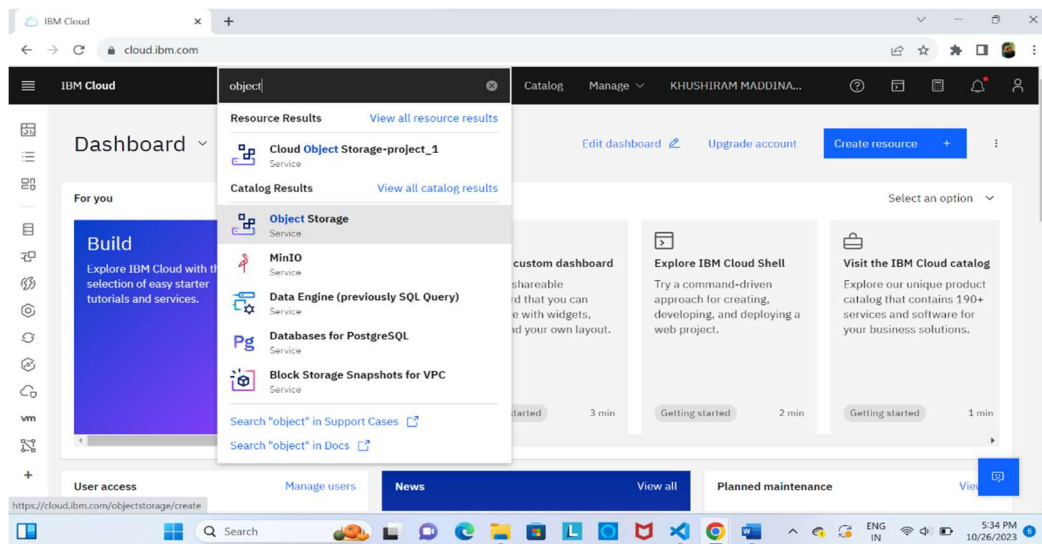 IBM Cloud
cloud.ibm.com
IBM Cloud
object
Catalog
Manage
KHUSHIRAM MADDINA...
Dashboard
Edit dashboard
Upgrade account
Create resource +
Resource Results
View all resource results
Cloud Object Storage-project_1
Service
Catalog Results
View all catalog results
Object Storage
Service
MinIO
Service
Data Engine (previously SQL Query)
Service
Databases for PostgreSQL
Service
Block Storage Snapshots for VPC
Service
Search "object" in Support Cases
Search "object" in Docs
For you
Select an option
Build
Explore IBM Cloud with th
selection of easy starter
tutorials and services.
custom dashboard
shareable
rd that you can
e with widgets,
nd your own layout.
started
3 min
Explore IBM Cloud Shell
Try a command-driven
approach for creating,
developing, and deploying a
web project.
Getting started
2 min
Visit the IBM Cloud catalog
Explore our unique product
catalog that contains 190+
services and software for
your business solutions.
Getting started
1 min
vm
User access
Manage users
News
View all
Planned maintenance
Vie
https://cloud.ibm.com/objectstorage/create
Search
ENG
IN
5:34 PM
10/26/2023
6